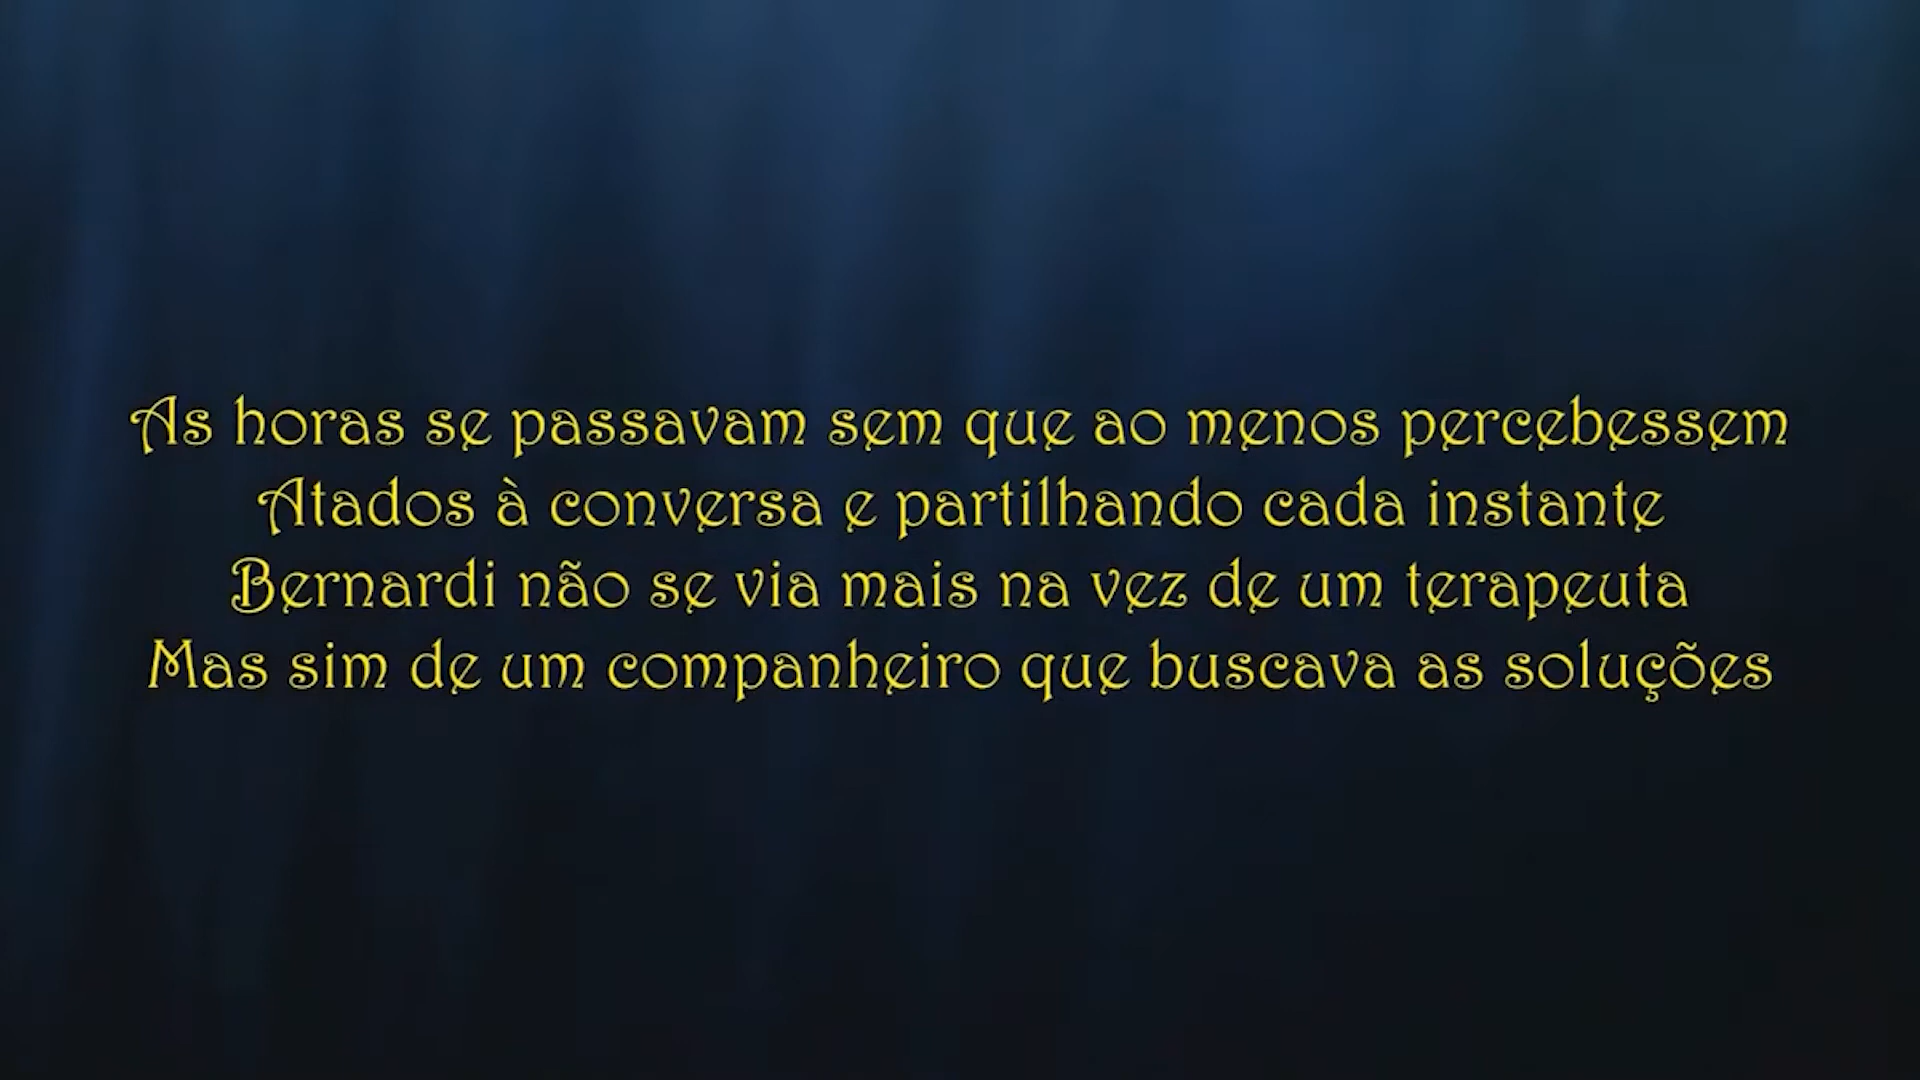 As horas se passavam sem que ao menos percebessem
Atados à conversa e partilhando cada instante
Bernardi não se via mais na vez de um terapeuta
Mas sim de um companheiro que buscava as soluções